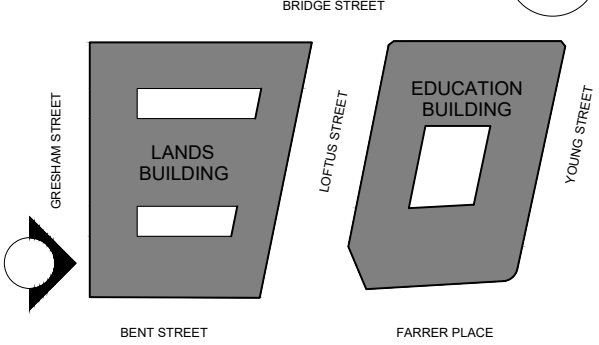 BRIDGE STREET
EDUCATION
BUILDING
GRESHAM STREET
LANDS
BUILDING
LOFTUS STREET
YOUNG STREET
BENT STREET
FARRER PLACE